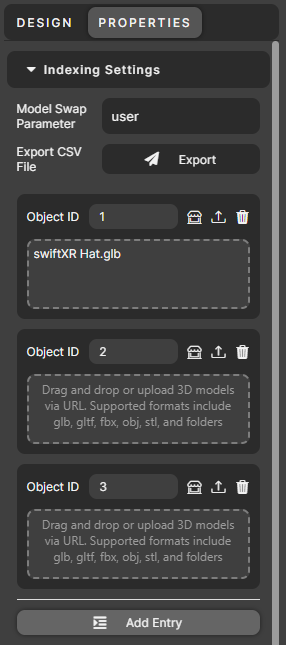 DESIGN
PROPERTIES
Indexing Settings
Model Swap
Parameter
user
Export CSV
File
Export
Object ID
1
swiftXR Hat.glb
Object ID
2
Drag and drop or upload 3D models
via URL. Supported formats include
glb, gltf, fbx, obj, stl, and folders
Object ID
3
Drag and drop or upload 3D models
via URL. Supported formats include
glb, gltf, fbx, obj, stl, and folders
Add Entry